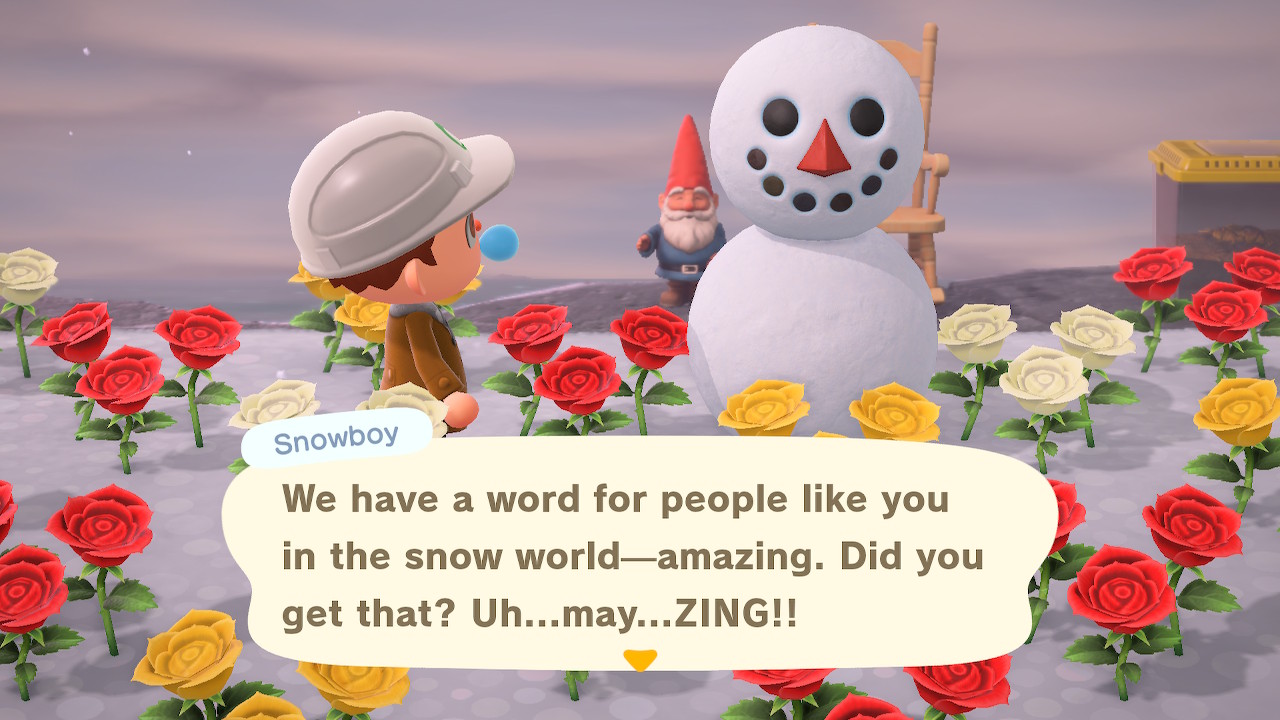 Snowboy
We have a word for people like you
in the snow world—amazing. Did you
get that? Uh...may...ZING!!